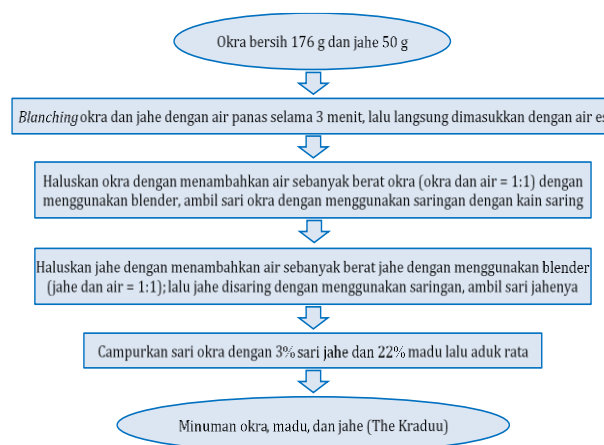 Okra bersih 176 g dan jahe 50 g
Blanching okra dan jahe dengan air panas selama 3 menit, lalu langsung dimasukkan dengan air es
Haluskan okra dengan menambahkan air sebanyak berat okra (okra dan air = 1:1) dengan
menggunakan blender, ambil sari okra dengan menggunakan saringan dengan kain saring
Haluskan jahe dengan menambahkan air sebanyak berat jahe dengan menggunakan blender
(jahe dan air = 1:1); lalu jahe disaring dengan menggunakan saringan, ambil sari jahenya
Campurkan sari okra dengan 3% sari jahe dan 22% madu lalu aduk rata
Minuman okra, madu, dan jahe (The Kraduu)